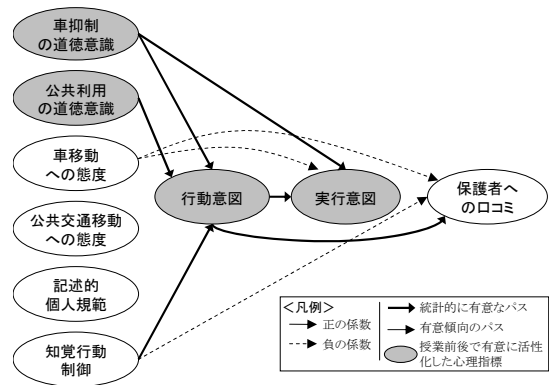 車抑制
の道徳意識
公共利用
の道徳意識
車移動
への態度
公共交通移動
への態度
記述的
個人規範
知覚行動
制御
行動意図
実行意図
保護者へ
の口コミ
<凡例>
正の係数
負の係数
統計的に有意なパス
有意傾向のパス
授業前後で有意に活性
化した心理指標